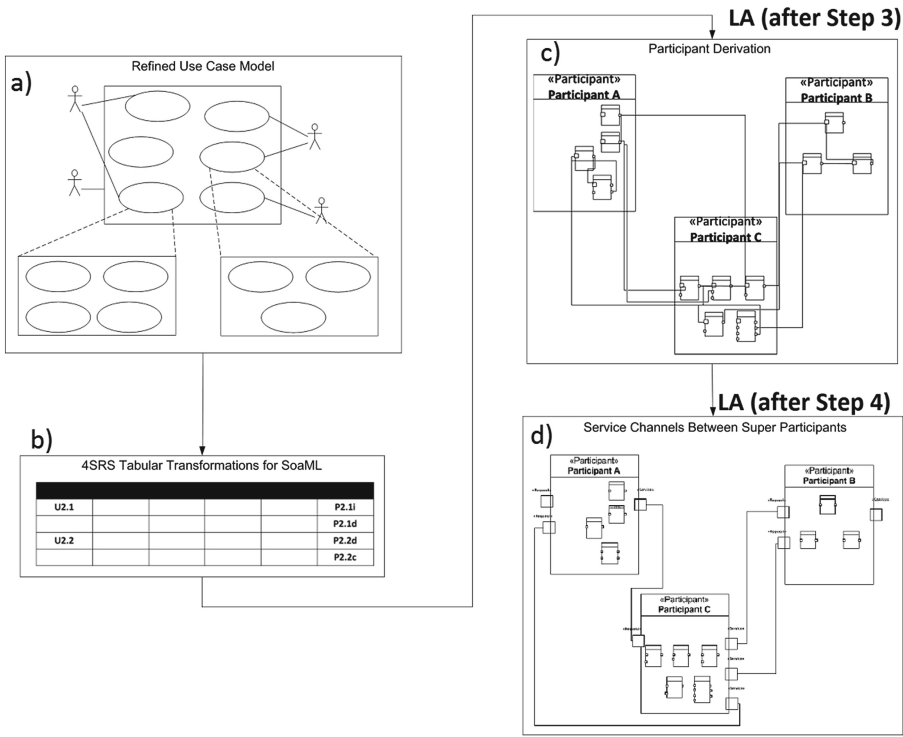 LA (after Step 3)
a)
Refined Use Case Model
c)
Participant Derivation
«Participant»
Participant A
«Participant»
Participant B
«Participant»
Participant C
b)
4SRS Tabular Transformations for SoaML
U2.1 P2.1i
P2.1d
U2.2 P2.2d
P2.2c
LA (after Step 4)
d)
Service Channels Between Super Participants
«Participant»
Participant A
«Participant»
Participant B
«Participant»
Participant C